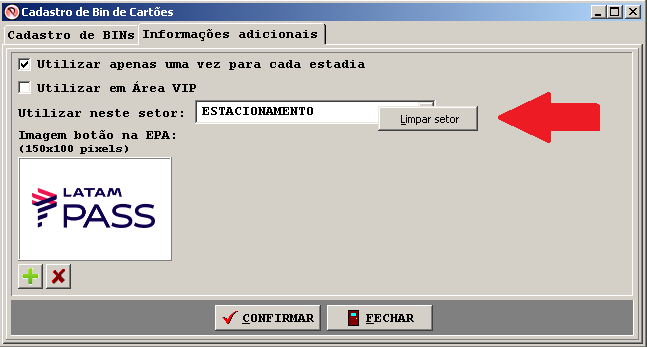 Cadastro de Bin de Cartões
Cadastro de BINs
Informações adicionais
Utilizar apenas uma vez para cada estadia
Utilizar em Área VIP
Utilizar neste setor: ESTACIONAMENTO
Limpar setor
Imagem botão na EPA:
(150x100 pixels)
LATAM
PASS
CONFIRMAR
FECHAR